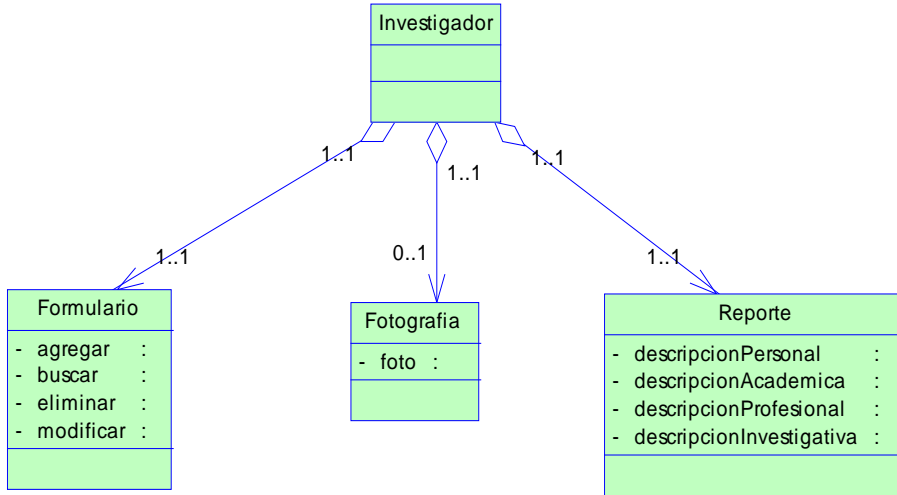 Investigador
1..1
1..1
1..1
1..1
0..1
1..1
Formulario
- agregar :
- buscar :
- eliminar :
- modificar :
Fotografia
- foto :
Reporte
- descripcionPersonal :
- descripcionAcademica :
- descripcionProfesional :
- descripcionInvestigativa :